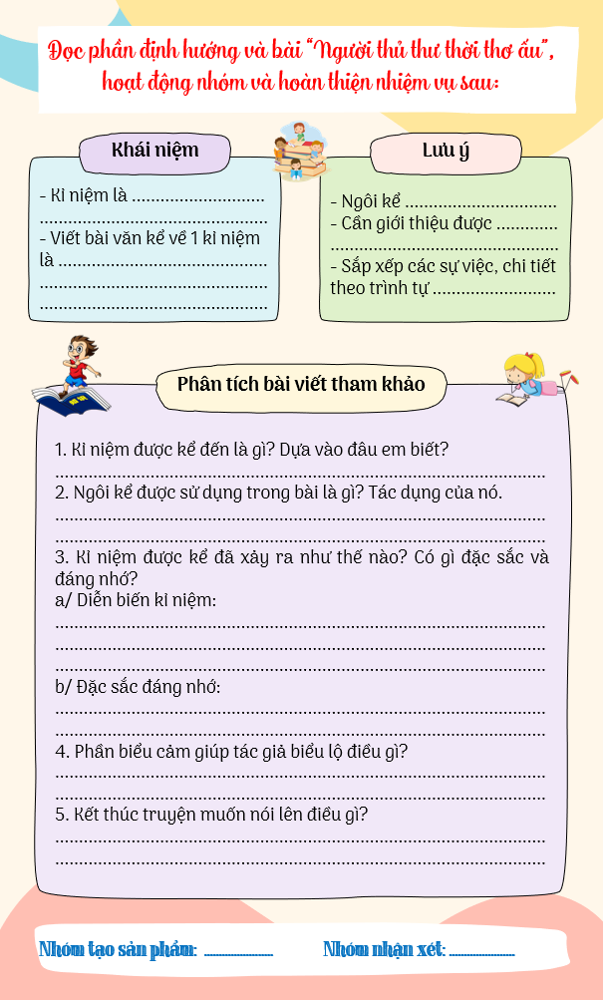 Đọc phần định hướng và bài “Người thủ thư thời thơ ấu”,
hoạt động nhóm và hoàn thiện nhiệm vụ sau:
Khái niệm
- Kỉ niệm là ............................
................................................
- Viết bài văn kể về 1 kỉ niệm
là ............................................
................................................
................................................
Lưu ý
- Ngôi kể ................................
- Cần giới thiệu được .............
................................................
- Sắp xếp các sự việc, chi tiết
theo trình tự ..........................
Phân tích bài viết tham khảo
1. Kỉ niệm được kể đến là gì? Dựa vào đâu em biết?
........................................................................................................
2. Ngôi kể được sử dụng trong bài là gì? Tác dụng của nó.
........................................................................................................
........................................................................................................
3. Kỉ niệm được kể đã xảy ra như thế nào? Có gì đặc sắc và
đáng nhớ?
a/ Diễn biến kỉ niệm:
........................................................................................................
........................................................................................................
........................................................................................................
b/ Đặc sắc đáng nhớ:
........................................................................................................
........................................................................................................
4. Phần biểu cảm giúp tác giả biểu lộ điều gì?
........................................................................................................
........................................................................................................
5. Kết thúc truyện muốn nói lên điều gì?
........................................................................................................
........................................................................................................
Nhóm tạo sản phẩm: .......................
Nhóm nhận xét: ......................